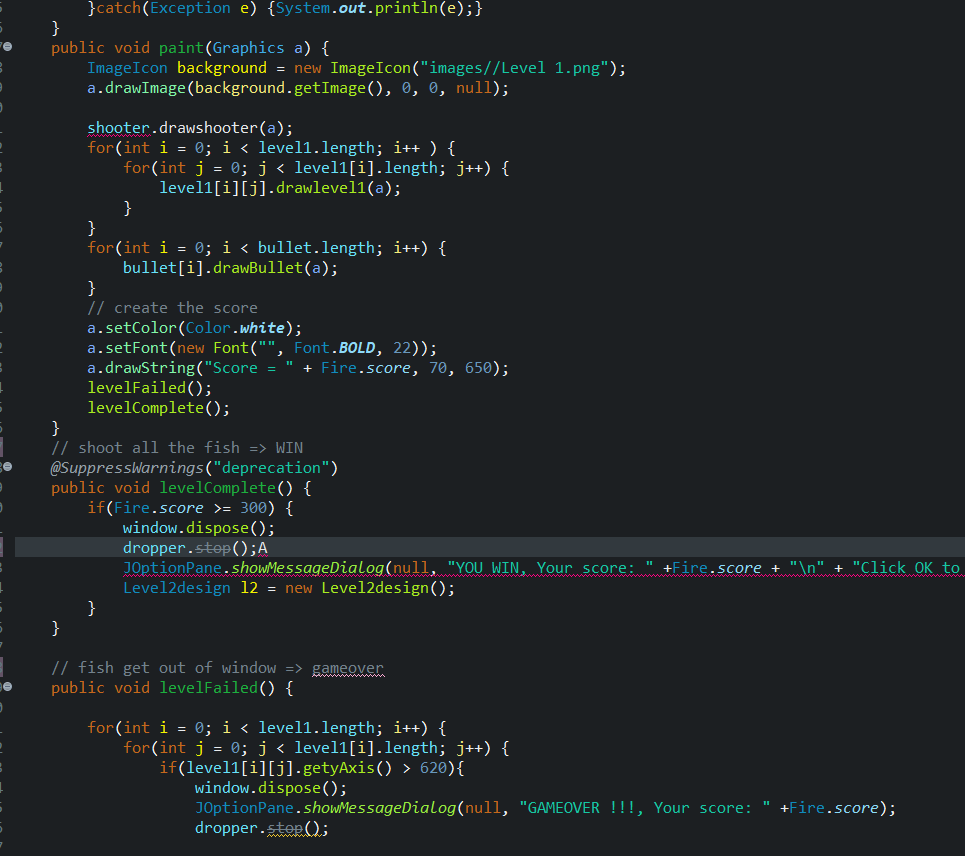 }catch(Exception e) {System.out.println(e);}
}
public void paint(Graphics a) {
ImageIcon background = new ImageIcon("images//Level 1.png");
a.drawImage(background.getImage(), 0, 0, null);
shooter.drawshooter(a);
for(int i = 0; i < level1.length; i++ ) {
for(int j = 0; j < level1[i].length; j++) {
level1[i][j].drawlevel1(a);
}
}
for(int i = 0; i < bullet.length; i++) {
bullet[i].drawBullet(a);
}
// create the score
a.setColor(Color.white);
a.setFont(new Font("", Font.BOLD, 22));
a.drawString("Score = " + Fire.score, 70, 650);
levelFailed();
levelComplete();
}
// shoot all the fish => WIN
@SuppressWarnings("deprecation")
public void levelComplete() {
if(Fire.score >= 300) {
window.dispose();
dropper.stop();A
JOptionPane.showMessageDialog(null, "YOU WIN, Your score: " +Fire.score + "\n" + "Click OK to
Level2design l2 = new Level2design();
}
}
// fish get out of window => gameover
public void levelFailed() {
for(int i = 0; i < level1.length; i++) {
for(int j = 0; j < level1[i].length; j++) {
if(level1[i][j].getyAxis() > 620){
window.dispose();
JOptionPane.showMessageDialog(null, "GAMEOVER !!!, Your score: " +Fire.score);
dropper.stop();